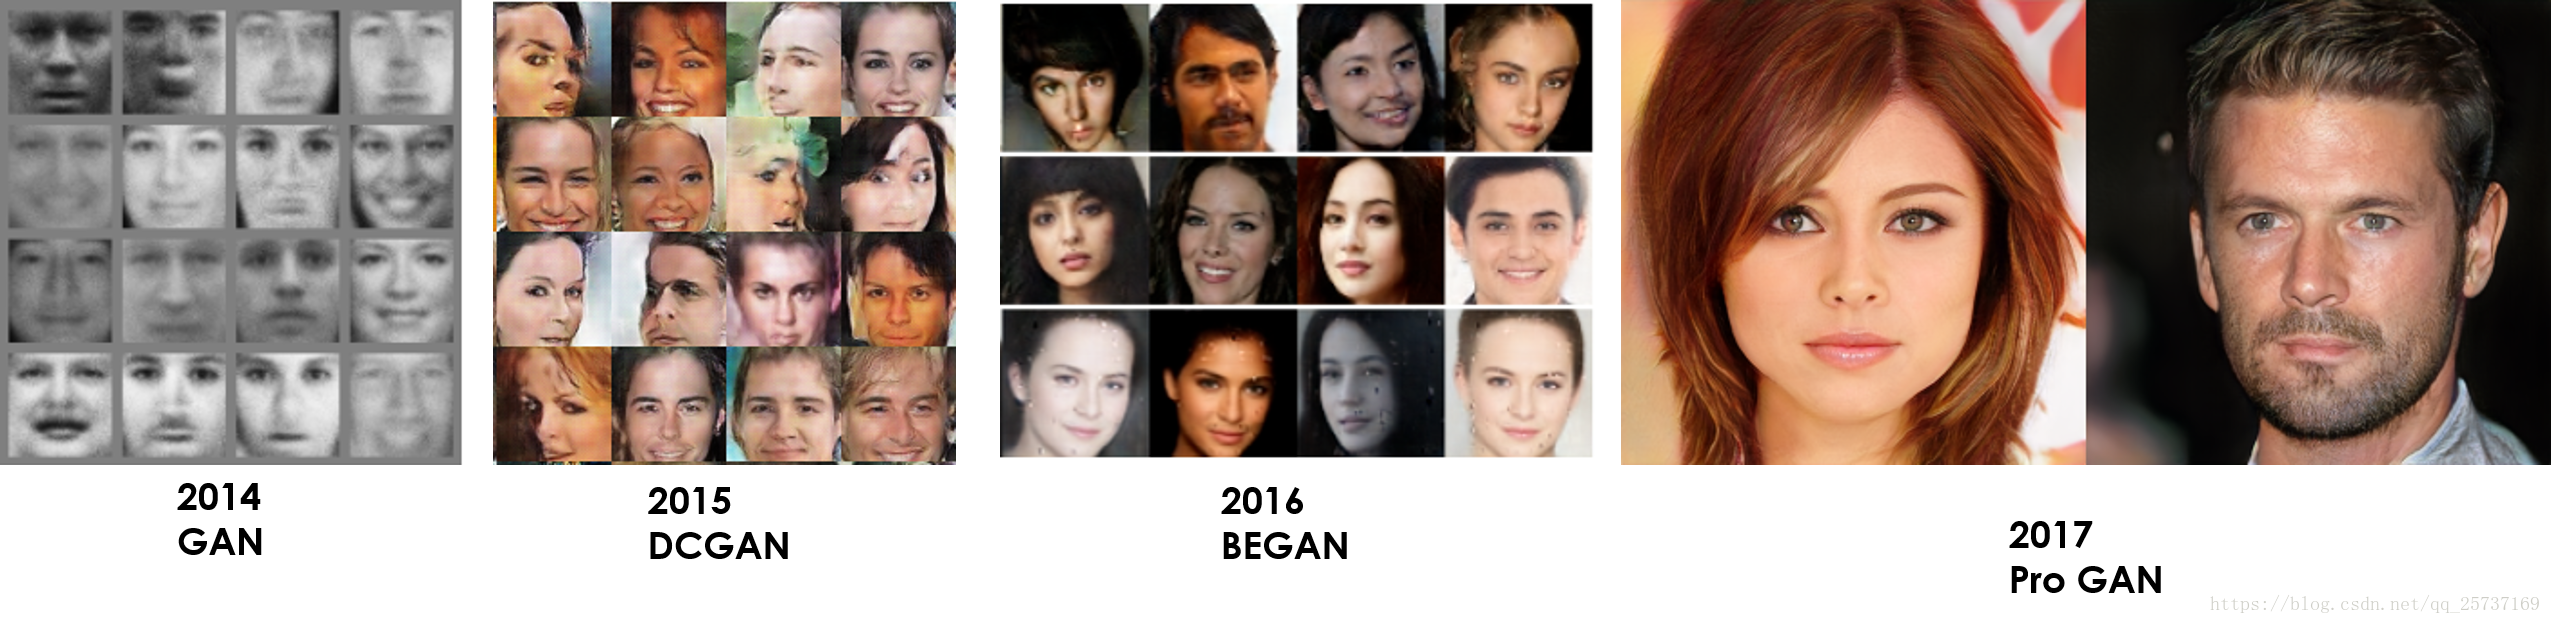 2014
GAN
2015
DCGAN
2016
BEGAN
2017
Pro GAN
https://blog.csdn.net/qq_25737169